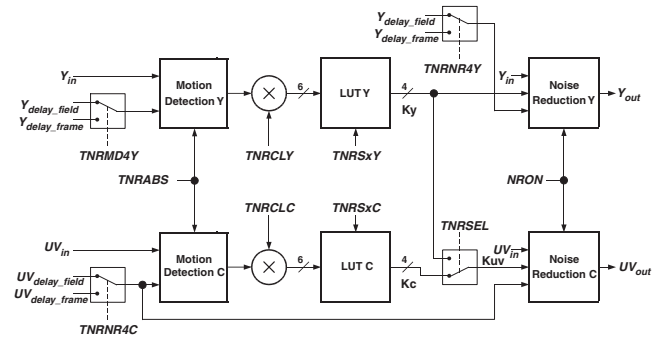 Y_delay_field
Y_delay_frame
TNRNR4Y
Y_in
Motion
Detection Y
6
LUT Y
4
Ky
Y_in
Noise
Reduction Y
Y_out
Y_delay_field
Y_delay_frame
TNRMD4Y
TNRCLY
TNRSxY
TNRABS
NRON
TNRCLC
TNRSxC
TNRSEL
UV_in
Motion
Detection C
6
LUT C
4
Kc
Kuv
UV_in
Noise
Reduction C
UV_out
UV_delay_field
UV_delay_frame
TNRNR4C